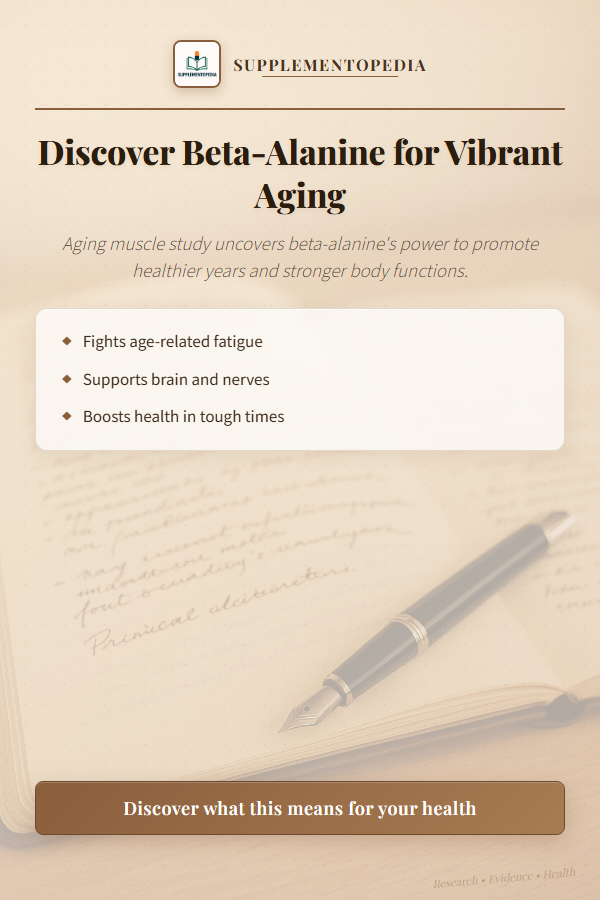 SUPPLEMENTOPEDIA
SUPPLEMENTOPEDIA
Discover Beta-Alanine for Vibrant
Aging
Aging muscle study uncovers beta-alanine's power to promote
healthier years and stronger body functions.
◆ Fights age-related fatigue
◆ Supports brain and nerves
◆ Boosts health in tough times
Discover what this means for your health
Research • Evidence • Health